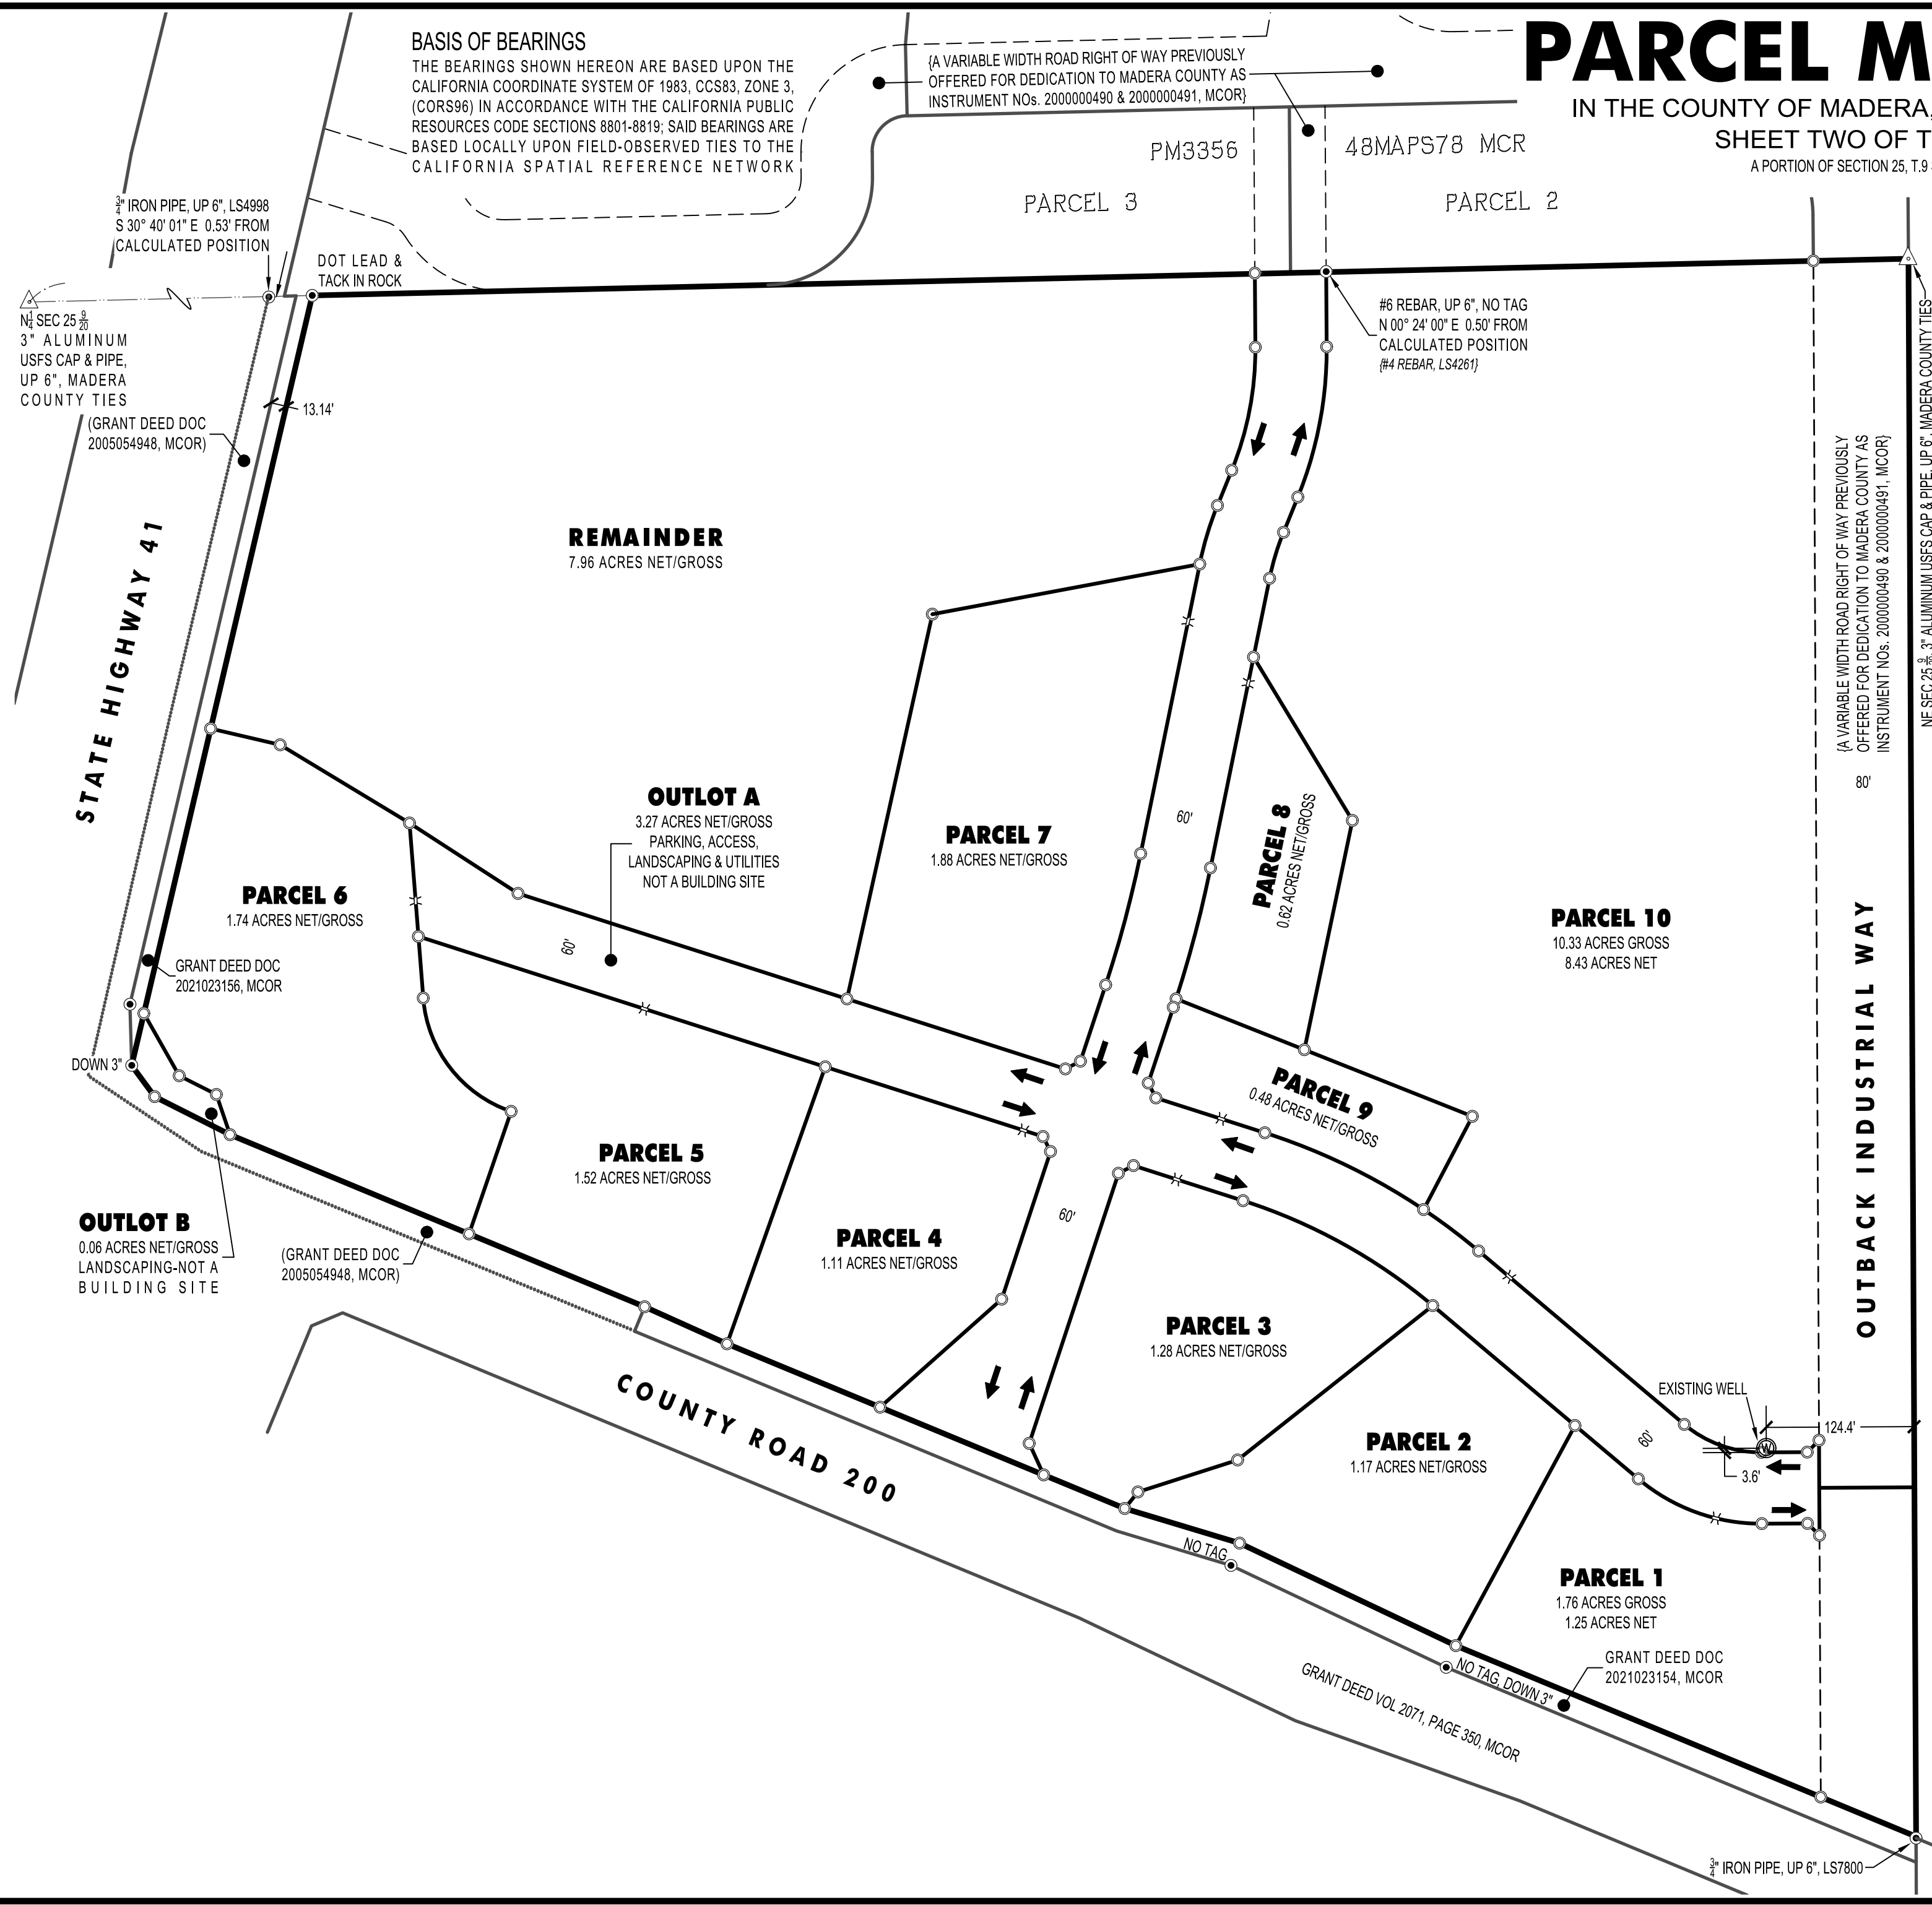 PARCEL M
IN THE COUNTY OF MADERA,
SHEET TWO OF T
A PORTION OF SECTION 25, T.9
BASIS OF BEARINGS
THE BEARINGS SHOWN HEREON ARE BASED UPON THE
CALIFORNIA COORDINATE SYSTEM OF 1983, CCS83, ZONE 3,
(CORS96) IN ACCORDANCE WITH THE CALIFORNIA PUBLIC
RESOURCES CODE SECTIONS 8801-8819; SAID BEARINGS ARE
BASED LOCALLY UPON FIELD-OBSERVED TIES TO THE
CALIFORNIA SPATIAL REFERENCE NETWORK
{A VARIABLE WIDTH ROAD RIGHT OF WAY PREVIOUSLY
OFFERED FOR DEDICATION TO MADERA COUNTY AS
INSTRUMENT NOs. 2000000490 & 2000000491, MCOR}
PM3356
48MAPS78 MCR
PARCEL 3
PARCEL 2
3/4" IRON PIPE, UP 6", LS4998
S 30° 40' 01" E 0.53' FROM
CALCULATED POSITION
DOT LEAD &
TACK IN ROCK
N1/4 SEC 25 9/20
3" ALUMINUM
USFS CAP & PIPE,
UP 6", MADERA
COUNTY TIES
(GRANT DEED DOC
2005054948, MCOR)
13.14'
#6 REBAR, UP 6", NO TAG
N 00° 24' 00" E 0.50' FROM
CALCULATED POSITION
{#4 REBAR, LS4261}
NE SEC 25 9/20, 3" ALUMINUM USFS CAP & PIPE, UP 6", MADERA COUNTY TIES
{A VARIABLE WIDTH ROAD RIGHT OF WAY PREVIOUSLY
OFFERED FOR DEDICATION TO MADERA COUNTY AS
INSTRUMENT NOs. 2000000490 & 2000000491, MCOR}
80'
STATE HIGHWAY 41
REMAINDER
7.96 ACRES NET/GROSS
OUTLOT A
3.27 ACRES NET/GROSS
PARKING, ACCESS,
LANDSCAPING & UTILITIES
NOT A BUILDING SITE
PARCEL 7
1.88 ACRES NET/GROSS
60'
PARCEL 8
0.62 ACRES NET/GROSS
PARCEL 6
1.74 ACRES NET/GROSS
60'
PARCEL 10
10.33 ACRES GROSS
8.43 ACRES NET
OUTBACK INDUSTRIAL WAY
GRANT DEED DOC
2021023156, MCOR
DOWN 3"
PARCEL 9
0.48 ACRES NET/GROSS
PARCEL 5
1.52 ACRES NET/GROSS
OUTLOT B
0.06 ACRES NET/GROSS
LANDSCAPING-NOT A
BUILDING SITE
(GRANT DEED DOC
2005054948, MCOR)
PARCEL 4
1.11 ACRES NET/GROSS
60'
PARCEL 3
1.28 ACRES NET/GROSS
COUNTY ROAD 200
EXISTING WELL
W
124.4'
3.6'
60'
PARCEL 2
1.17 ACRES NET/GROSS
NO TAG
PARCEL 1
1.76 ACRES GROSS
1.25 ACRES NET
GRANT DEED DOC
2021023154, MCOR
NO TAG, DOWN 3"
GRANT DEED VOL 2071, PAGE 350, MCOR
3/4" IRON PIPE, UP 6", LS7800